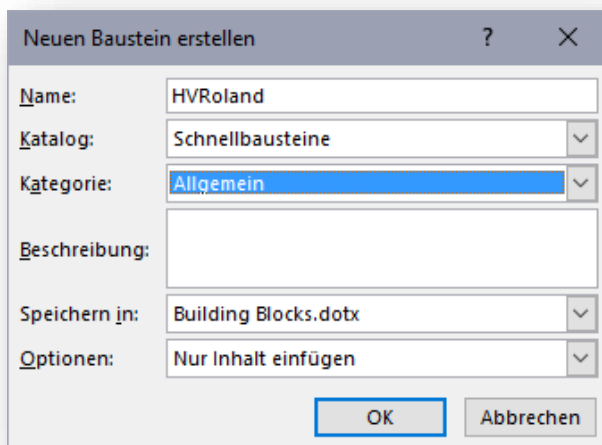 Neuen Baustein erstellen ?
Name: HVRoland
Katalog: Schnellbausteine
Kategorie: Allgemein
Beschreibung:
Speichern in: Building Blocks.dotx
Optionen: Nur Inhalt einfügen
OK Abbrechen